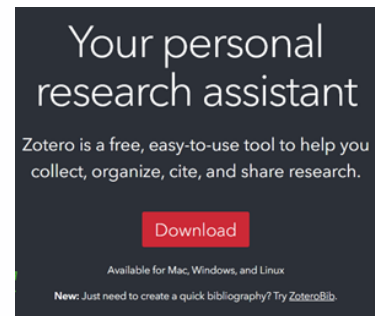 Your personal
research assistant
Zotero is a free, easy-to-use tool to help you
collect, organize, cite, and share research.
Download
Available for Mac, Windows, and Linux
New: Just need to create a quick bibliography? Try ZoteroBib.